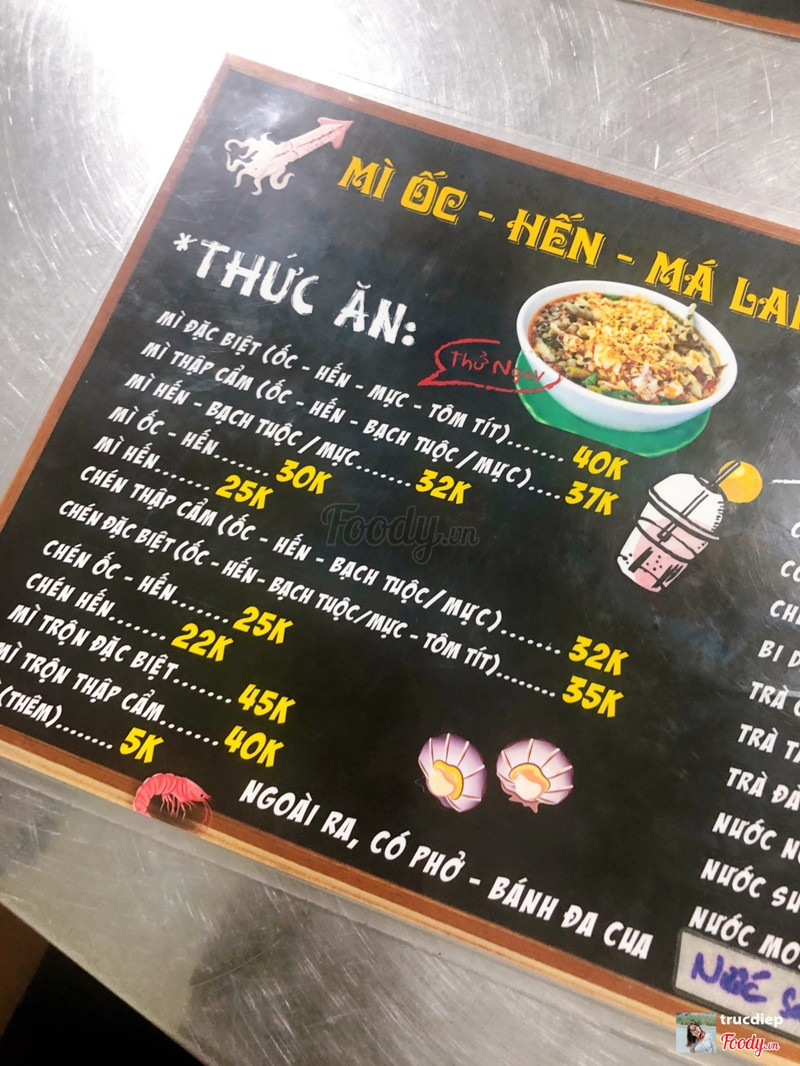 MÌ ỐC - HẾN - MÁ
*THỨC ĂN:
Thử Ngay
MÌ ĐẶC BIỆT (ỐC - HẾN - MỰC - TÔM TÍT)....... 40K
MÌ THẬP CẨM (ỐC - HẾN - BẠCH TUỘC / MỰC).... 37K
MÌ HẾN - BẠCH TUỘC / MỰC....... 32K
MÌ ỐC - HẾN....... 30K
MÌ HẾN....... 25K
CHÉN THẬP CẨM (ỐC - HẾN - BẠCH TUỘC / MỰC)....... 32K
CHÉN ĐẶC BIỆT (ỐC - HẾN - BẠCH TUỘC/MỰC - TÔM TÍT)....... 35K
CHÉN ỐC - HẾN....... 25K
CHÉN HẾN....... 22K
MÌ TRỘN ĐẶC BIỆT....... 45K
MÌ TRỘN THẬP CẨM....... 40K
(THÊM)....... 5K
NGOÀI RA, CÓ PHỞ - BÁNH ĐA CUA
BI
TRÀ
TRÀ
TRÀ
NƯỚC
NƯỚC
NƯỚC
Foody.vn
trucdiep
Foody.vn